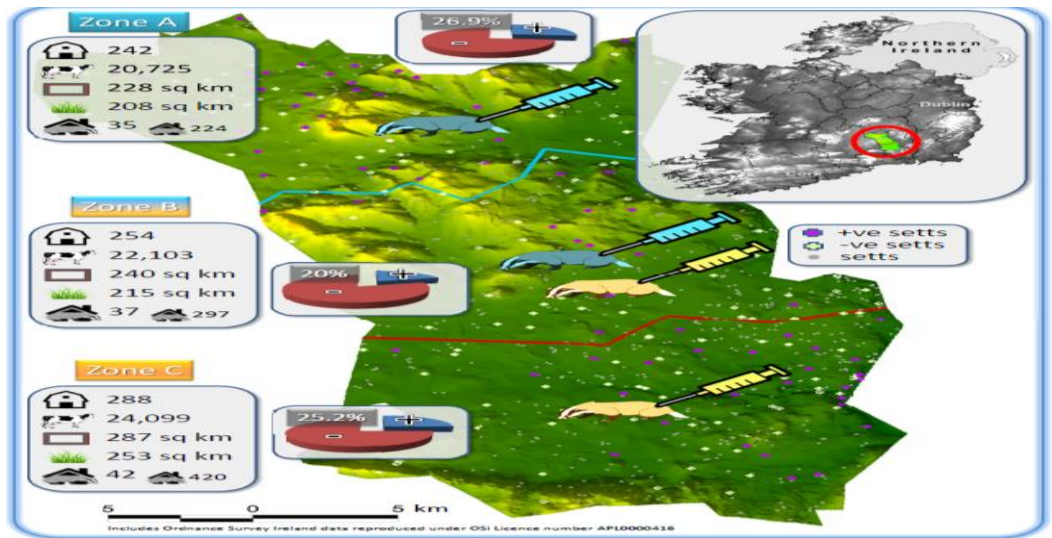 Zone A
242
20,725
228 sq km
208 sq km
35 224
26.9%
Northern
Ireland
Dublin
Cork
Zone B
254
22,103
240 sq km
215 sq km
37 297
20%
+ve setts
-ve setts
setts
Zone C
288
24,099
287 sq km
253 sq km
42 420
25.2%
5 0 5 km
Includes Ordnance Survey Ireland data reproduced under OSi Licence number APL0000416